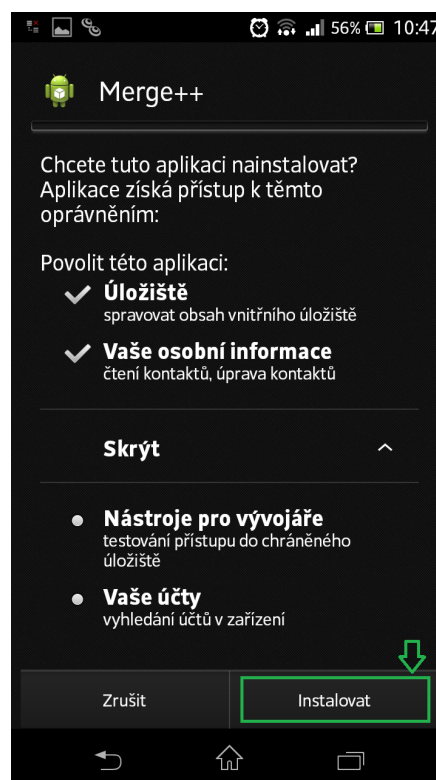 56% 10:47
Merge++
Chcete tuto aplikaci nainstalovat?
Aplikace získá přístup k těmto
oprávněním:
Povolit této aplikaci:
Úložiště
spravovat obsah vnitřního úložiště
Vaše osobní informace
čtení kontaktů, úprava kontaktů
Skrýt
Nástroje pro vývojáře
testování přístupu do chráněného
úložiště
Vaše účty
vyhledání účtů v zařízení
Zrušit Instalovat